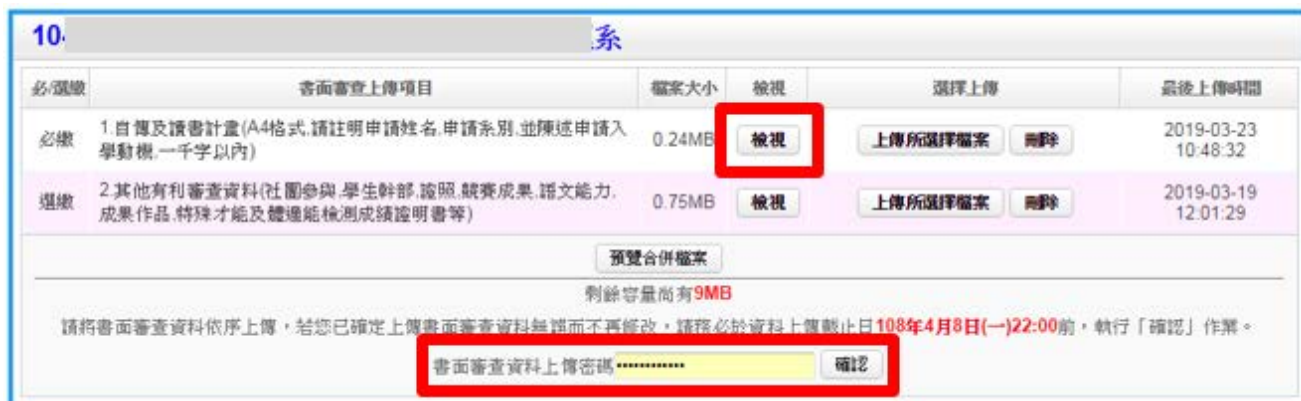 10
系
必/選繳 書面審查上傳項目 檔案大小 檢視 選擇上傳 最後上傳時間
必繳 1.自傳及讀書計畫(A4格式,請註明申請姓名,申請系別,並陳述申請入 0.24MB 檢視 上傳所選擇檔案 刪除 2019-03-23
學動機,一千字以內) 10:48:32
選繳 2.其他有利審查資料(社團參與,學生幹部,證照,競賽成果,語文能力, 0.75MB 檢視 上傳所選擇檔案 刪除 2019-03-19
成果作品,特殊才能及體適能檢測成績證明書等) 12:01:29
預覽合併檔案
剩餘容量尚有9MB
請將書面審查資料依序上傳，若您已確定上傳書面審查資料無誤而不再修改，請務必於資料上傳截止日108年4月8日(一)22:00前，執行「確認」作業。
書面審查資料上傳密碼 •••••••••••• 確認